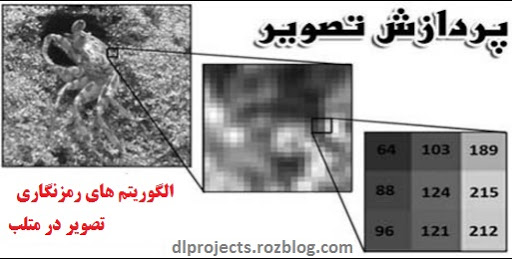 پردازش تصویر
64 103 189
88 124 215
96 121 212
الگوریتم های رمزنگاری
تصویر در متلب
dlprojects.rozblog.com